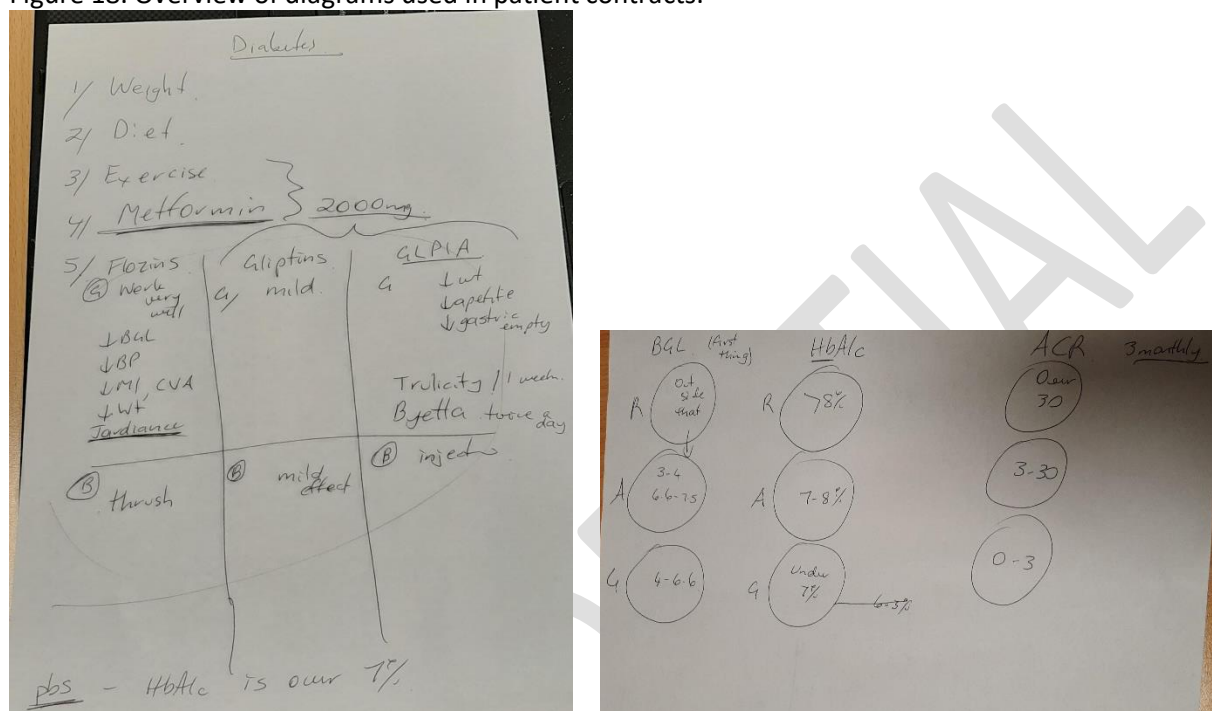 Figure 18. Overview of diagrams used in patient contracts.
Diabetes
1/ Weight.
2/ Diet.
3/ Exercise
4/ Metformin } 2000mg.
5/ Flozins
G Work very well
↓BGL
↓BP
↓MI, CVA
↓Wt
Jardiance
B thrush
Gliptins
G/ mild.
B mild effect
GLP1A
G ↓wt
↓apetite
↓gastric empty
Trulicity / 1 week.
Byetta twice a day
B
pbs - HbA1c is over 7%
BGL (first thing)
R Out side that
A 3-4
6.6-7.5
G 4-6.6
HbA1c
R >8%
A 7-8%
G Under 7%
6.5%
ACR
3 monthly
Over 30
3-30
0-3
TIAL